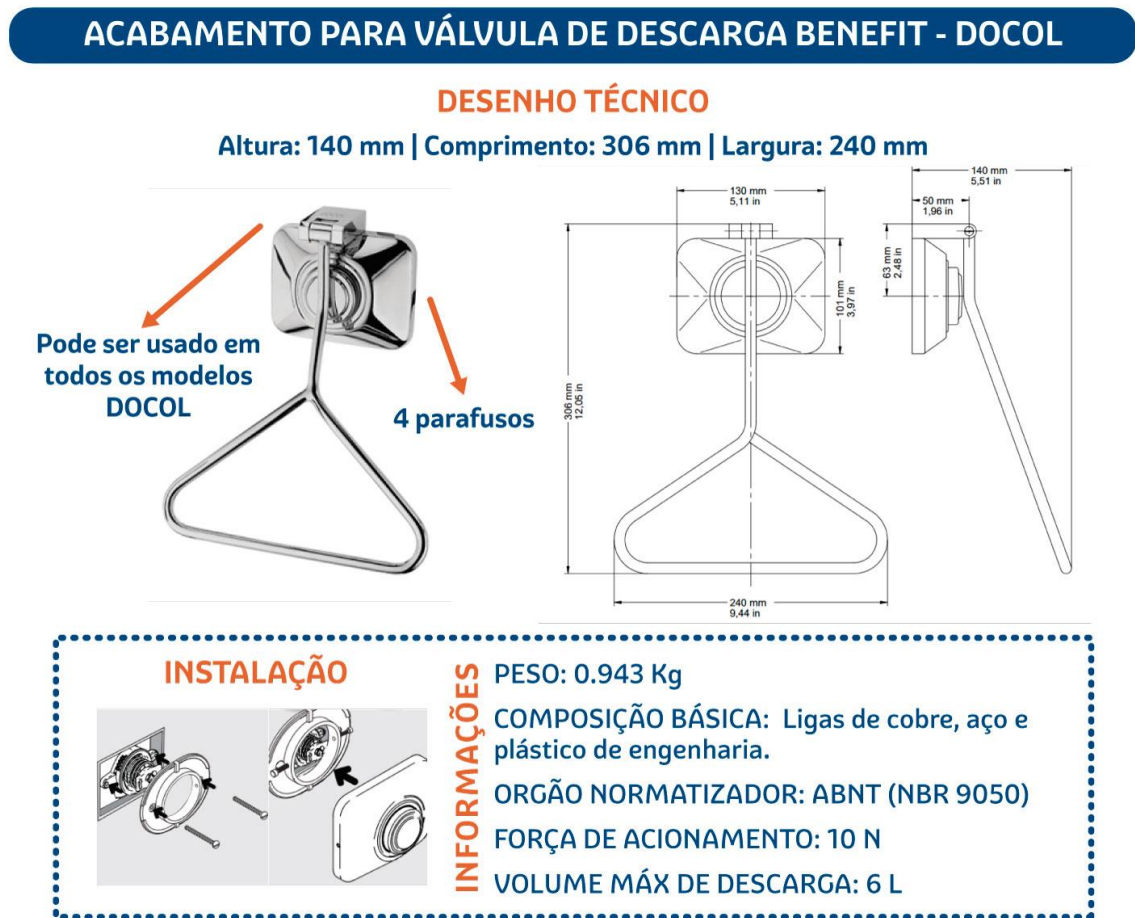 ACABAMENTO PARA VÁLVULA DE DESCARGA BENEFIT - DOCOL
DESENHO TÉCNICO
Altura: 140 mm | Comprimento: 306 mm | Largura: 240 mm
Pode ser usado em
todos os modelos
DOCOL
4 parafusos
130 mm
5,11 in
140 mm
5,51 in
50 mm
1,96 in
63 mm
2,48 in
101 mm
3,97 in
306 mm
12,05 in
240 mm
9,44 in
INSTALAÇÃO
INFORMAÇÕES
PESO: 0.943 Kg
COMPOSIÇÃO BÁSICA: Ligas de cobre, aço e
plástico de engenharia.
ORGÃO NORMATIZADOR: ABNT (NBR 9050)
FORÇA DE ACIONAMENTO: 10 N
VOLUME MÁX DE DESCARGA: 6 L